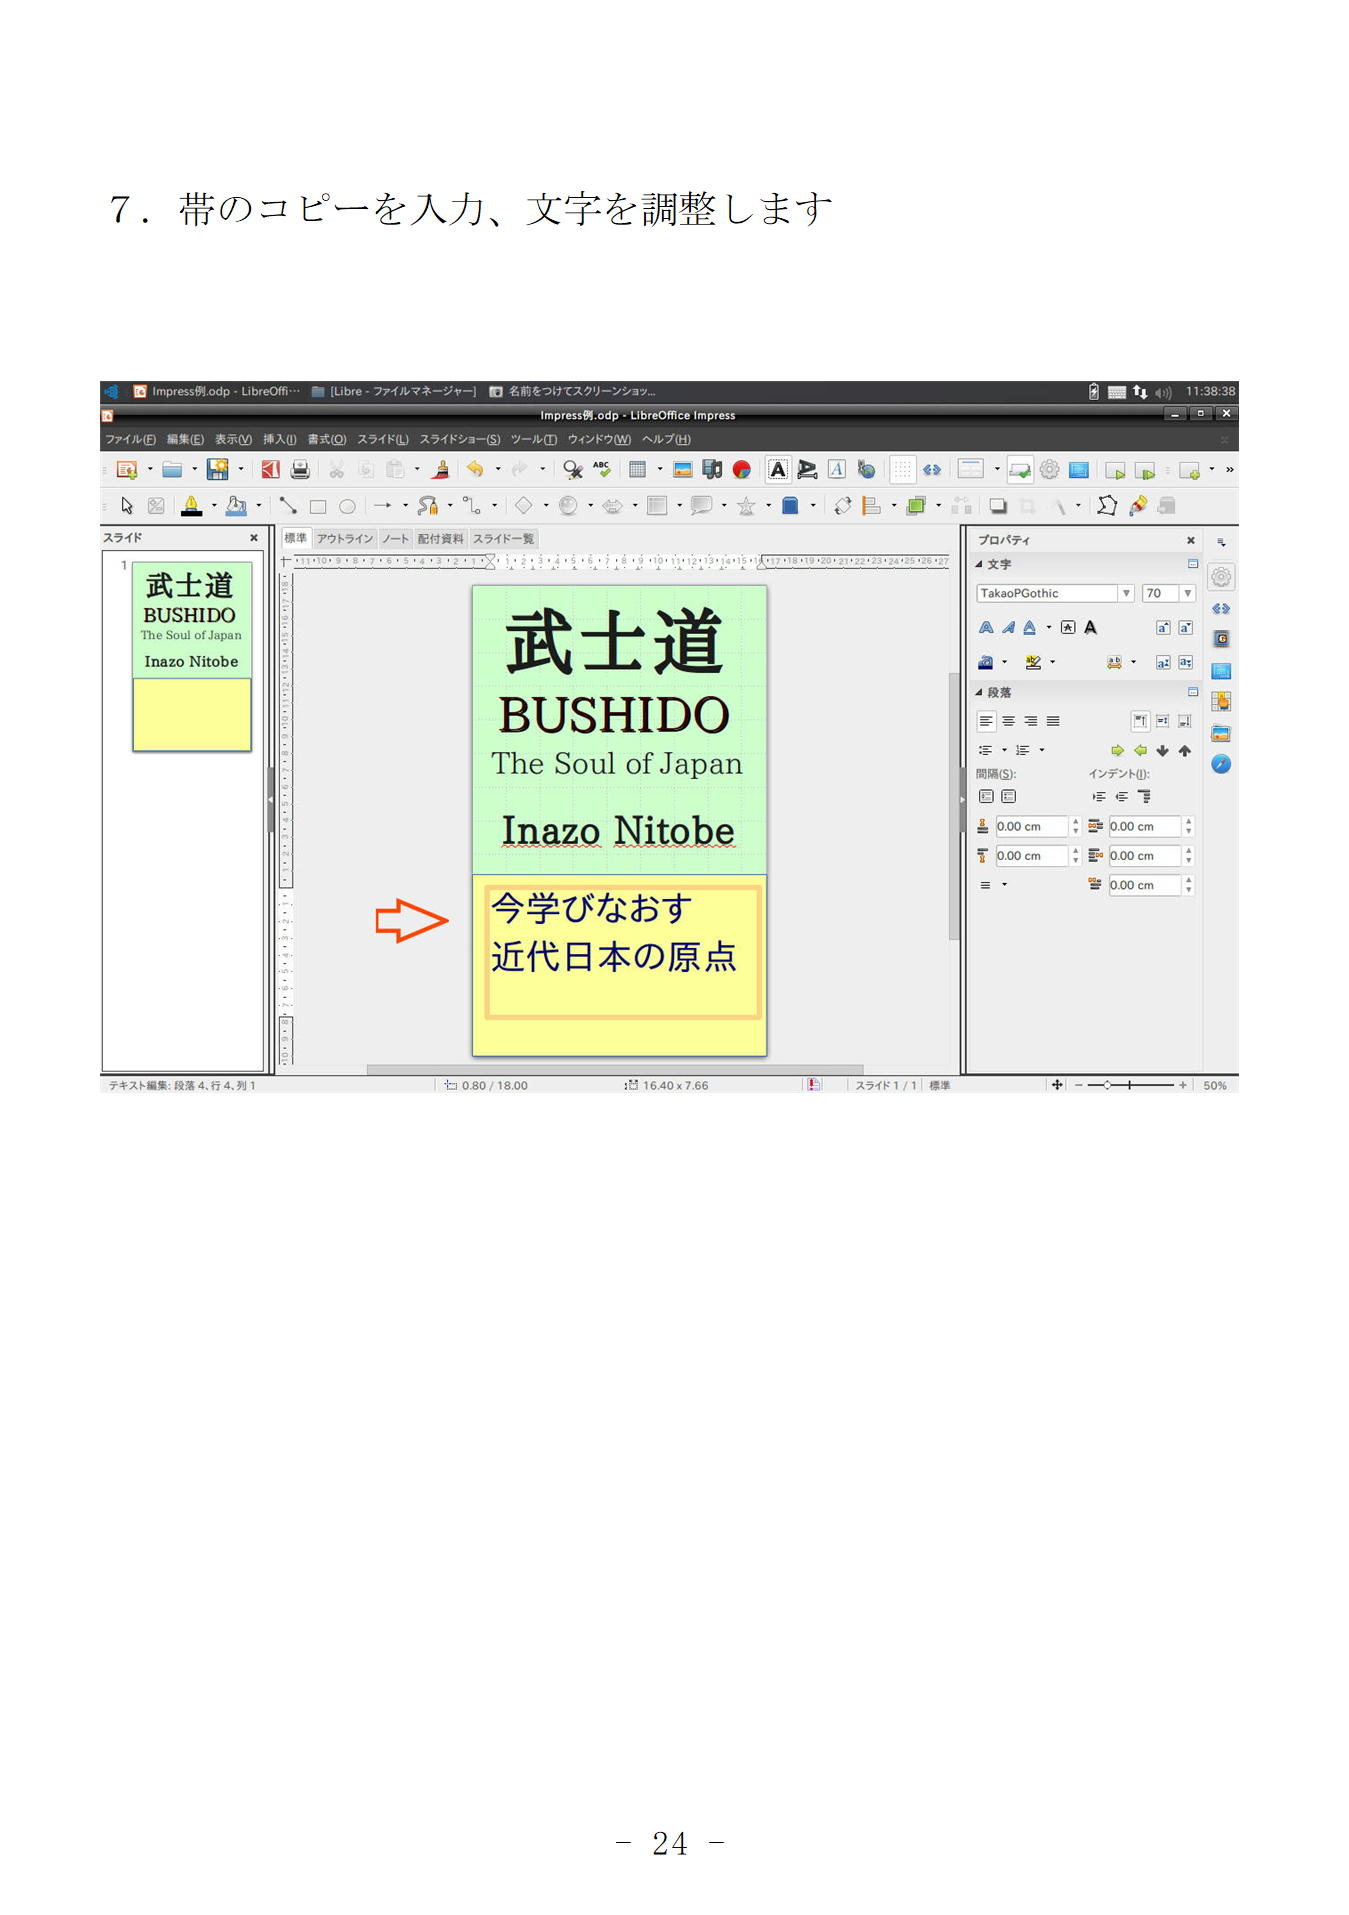 7．帯のコピーを入力、文字を調整します
Impress例.odp - LibreOffi… [Libre - ファイルマネージャー] 名前をつけてスクリーンショッ... 11:38:38
Impress例.odp - LibreOffice Impress
ファイル(F) 編集(E) 表示(V) 挿入(I) 書式(O) スライド(L) スライドショー(S) ツール(T) ウィンドウ(W) ヘルプ(H)
スライド
標準 アウトライン ノート 配付資料 スライド一覧
1
武士道
BUSHIDO
The Soul of Japan
Inazo Nitobe
武士道
BUSHIDO
The Soul of Japan
Inazo Nitobe
今学びなおす
近代日本の原点
プロパティ
文字
TakaoPGothic 70
段落
間隔(S): インデント(I):
0.00 cm 0.00 cm
0.00 cm 0.00 cm
0.00 cm
テキスト編集: 段落 4、行 4、列 1 0.80 / 18.00 16.40 x 7.66 スライド 1 / 1 標準 50%
- 24 -